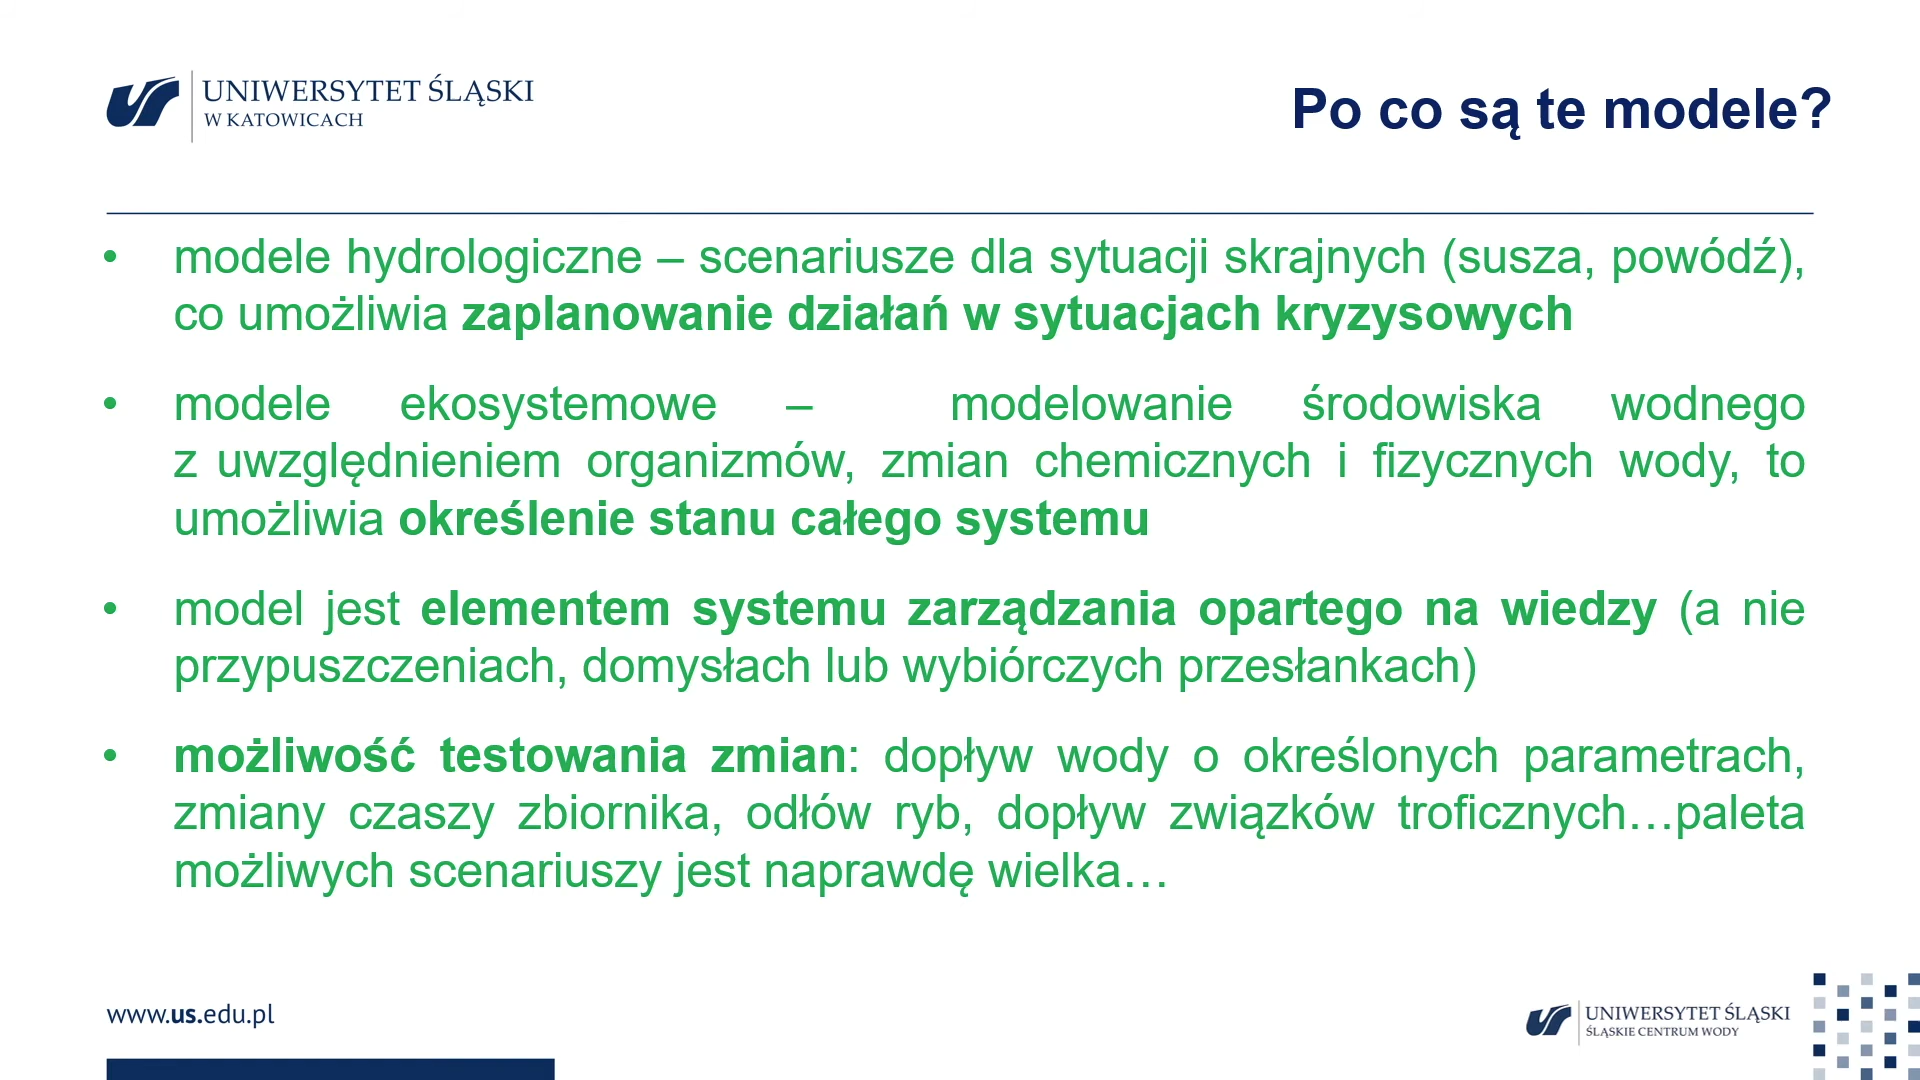 UNIWERSYTET ŚLĄSKI
W KATOWICACH
Po co są te modele?
• modele hydrologiczne – scenariusze dla sytuacji skrajnych (susza, powódź),
co umożliwia zaplanowanie działań w sytuacjach kryzysowych
• modele ekosystemowe – modelowanie środowiska wodnego
z uwzględnieniem organizmów, zmian chemicznych i fizycznych wody, to
umożliwia określenie stanu całego systemu
• model jest elementem systemu zarządzania opartego na wiedzy (a nie
przypuszczeniach, domysłach lub wybiórczych przesłankach)
• możliwość testowania zmian: dopływ wody o określonych parametrach,
zmiany czaszy zbiornika, odłów ryb, dopływ związków troficznych…paleta
możliwych scenariuszy jest naprawdę wielka…
www.us.edu.pl
UNIWERSYTET ŚLĄSKI
ŚLĄSKIE CENTRUM WODY